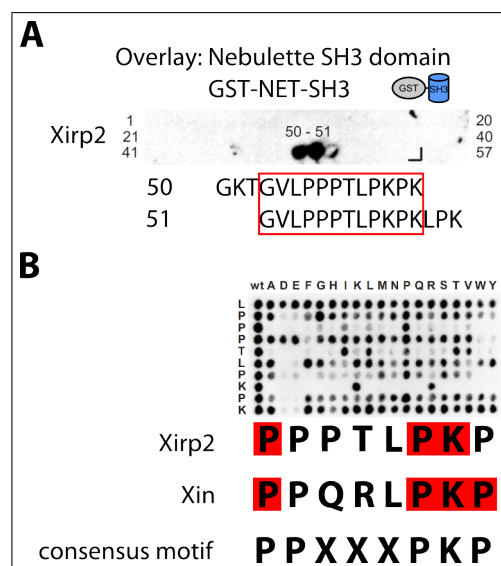 A
Overlay: Nebulette SH3 domain
GST-NET-SH3 GST SH3
1 20
Xirp2 21 50 - 51 40
41 57
50 GKTGVLPPPTLPKPK
51 GVLPPPTLPKPKLPK
B
wt A D E F G H I K L M N P Q R S T V W Y
L
P
P
P
T
L
P
K
P
K
Xirp2 P P P T L P K P
Xin P P Q R L P K P
consensus motif P P X X X P K P